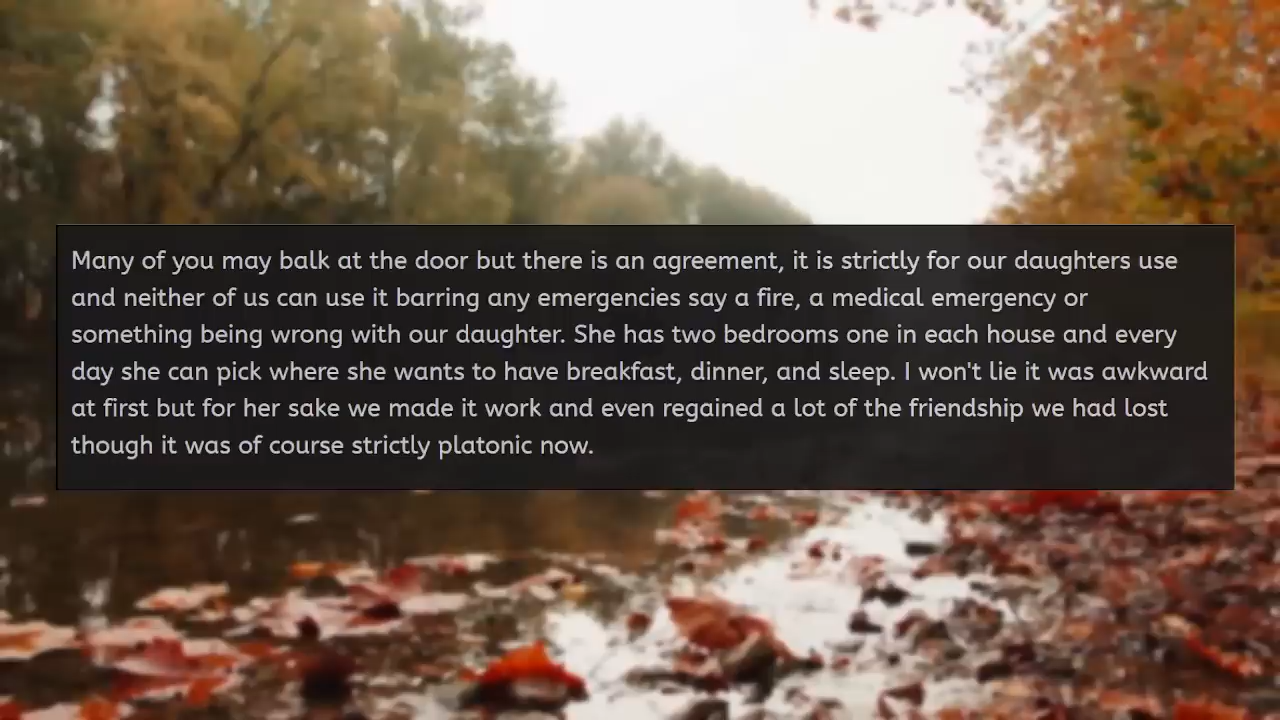 Many of you may balk at the door but there is an agreement, it is strictly for our daughters use
and neither of us can use it barring any emergencies say a fire, a medical emergency or
something being wrong with our daughter. She has two bedrooms one in each house and every
day she can pick where she wants to have breakfast, dinner, and sleep. I won't lie it was awkward
at first but for her sake we made it work and even regained a lot of the friendship we had lost
though it was of course strictly platonic now.